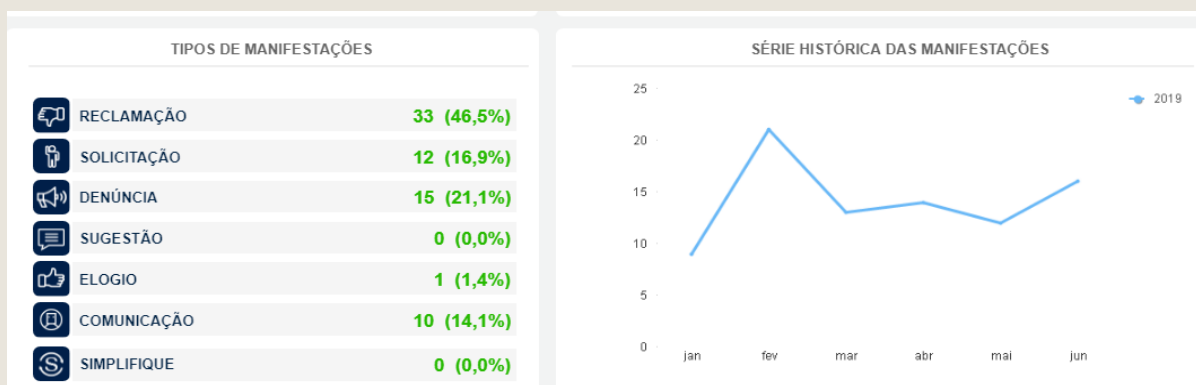 TIPOS DE MANIFESTAÇÕES
RECLAMAÇÃO 33 (46,5%)
SOLICITAÇÃO 12 (16,9%)
DENÚNCIA 15 (21,1%)
SUGESTÃO 0 (0,0%)
ELOGIO 1 (1,4%)
COMUNICAÇÃO 10 (14,1%)
SIMPLIFIQUE 0 (0,0%)
SÉRIE HISTÓRICA DAS MANIFESTAÇÕES
2019
25
20
15
10
5
0
jan fev mar abr mai jun